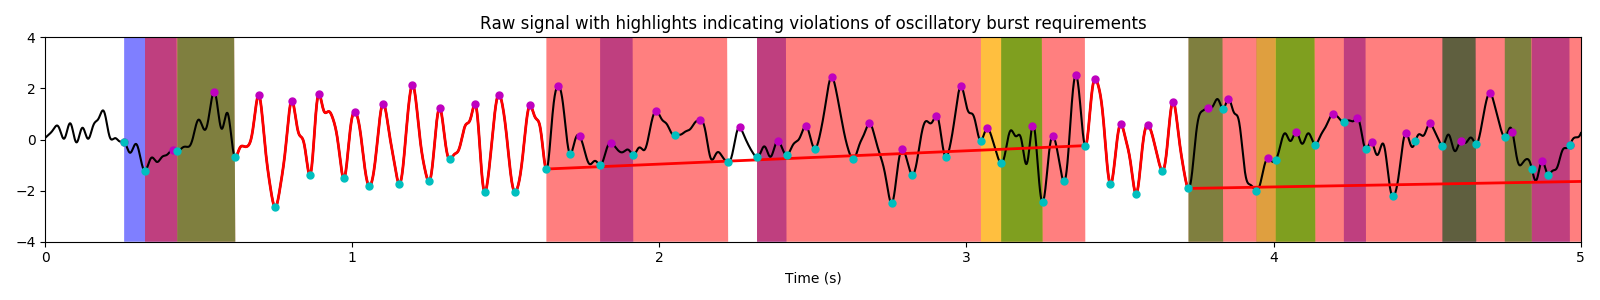 Raw signal with highlights indicating violations of oscillatory burst requirements
4
2
0
−2
−4
0 1 2 3 4 5
Time (s)